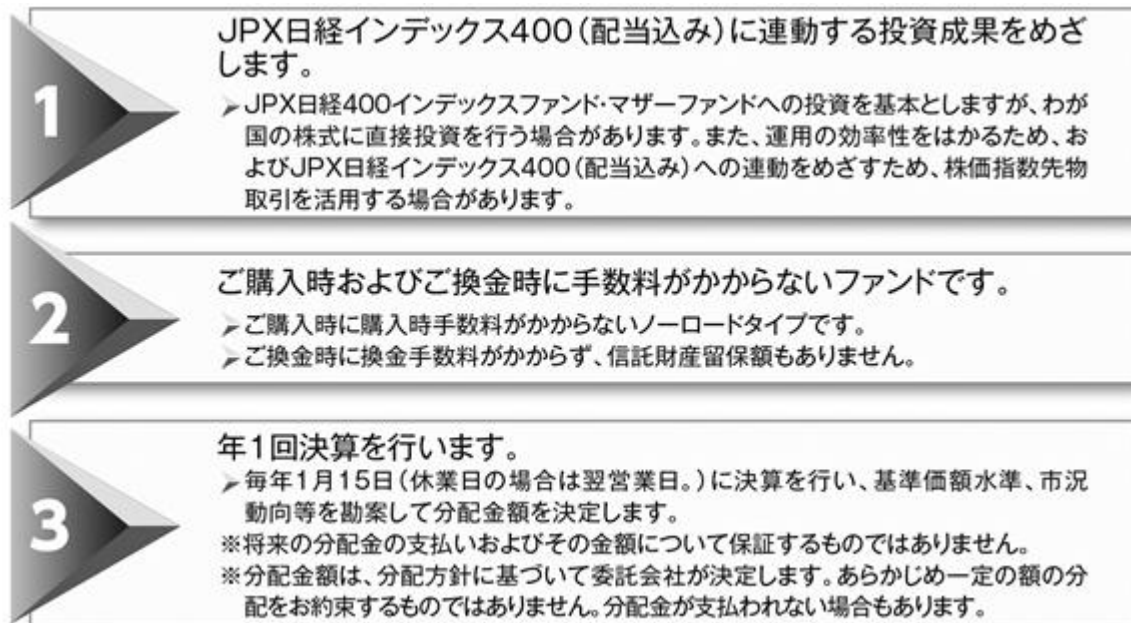 1
JPX日経インデックス400(配当込み)に連動する投資成果をめざ
します。
➤JPX日経400インデックスファンド・マザーファンドへの投資を基本としますが、わが
国の株式に直接投資を行う場合があります。また、運用の効率性をはかるため、お
よびJPX日経インデックス400(配当込み)への連動をめざすため、株価指数先物
取引を活用する場合があります。
2
ご購入時およびご換金時に手数料がかからないファンドです。
➤ご購入時に購入時手数料がかからないノーロードタイプです。
➤ご換金時に換金手数料がかからず、信託財産留保額もありません。
3
年1回決算を行います。
➤毎年1月15日(休業日の場合は翌営業日。)に決算を行い、基準価額水準、市況
動向等を勘案して分配金額を決定します。
※将来の分配金の支払いおよびその金額について保証するものではありません。
※分配金額は、分配方針に基づいて委託会社が決定します。あらかじめ一定の額の分
配をお約束するものではありません。分配金が支払われない場合もあります。